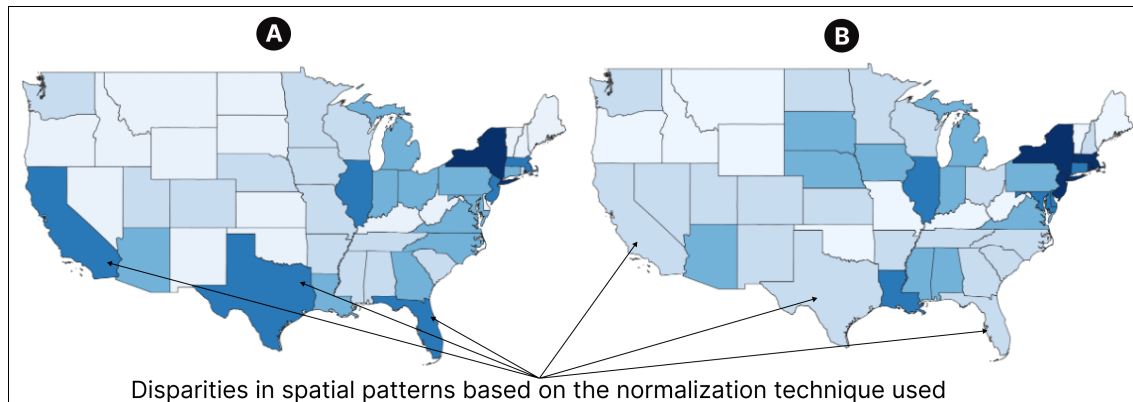 A
B
Disparities in spatial patterns based on the normalization technique used